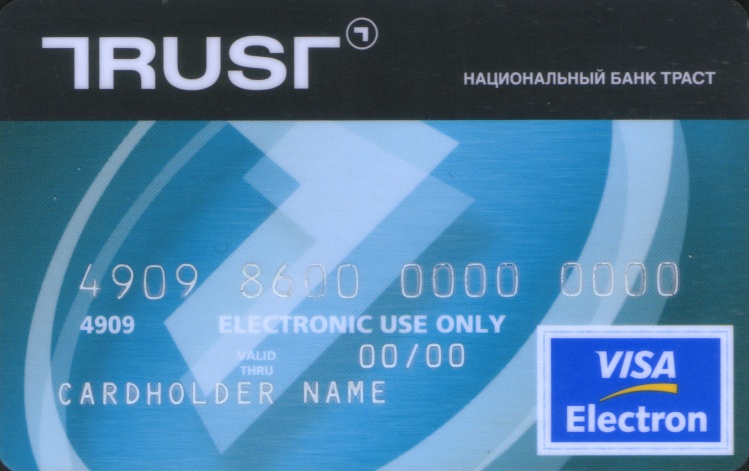 TRUST
НАЦИОНАЛЬНЫЙ БАНК ТРАСТ
4909 8600 0000 0000
4909 ELECTRONIC USE ONLY
VALID THRU 00/00
CARDHOLDER NAME
VISA
Electron